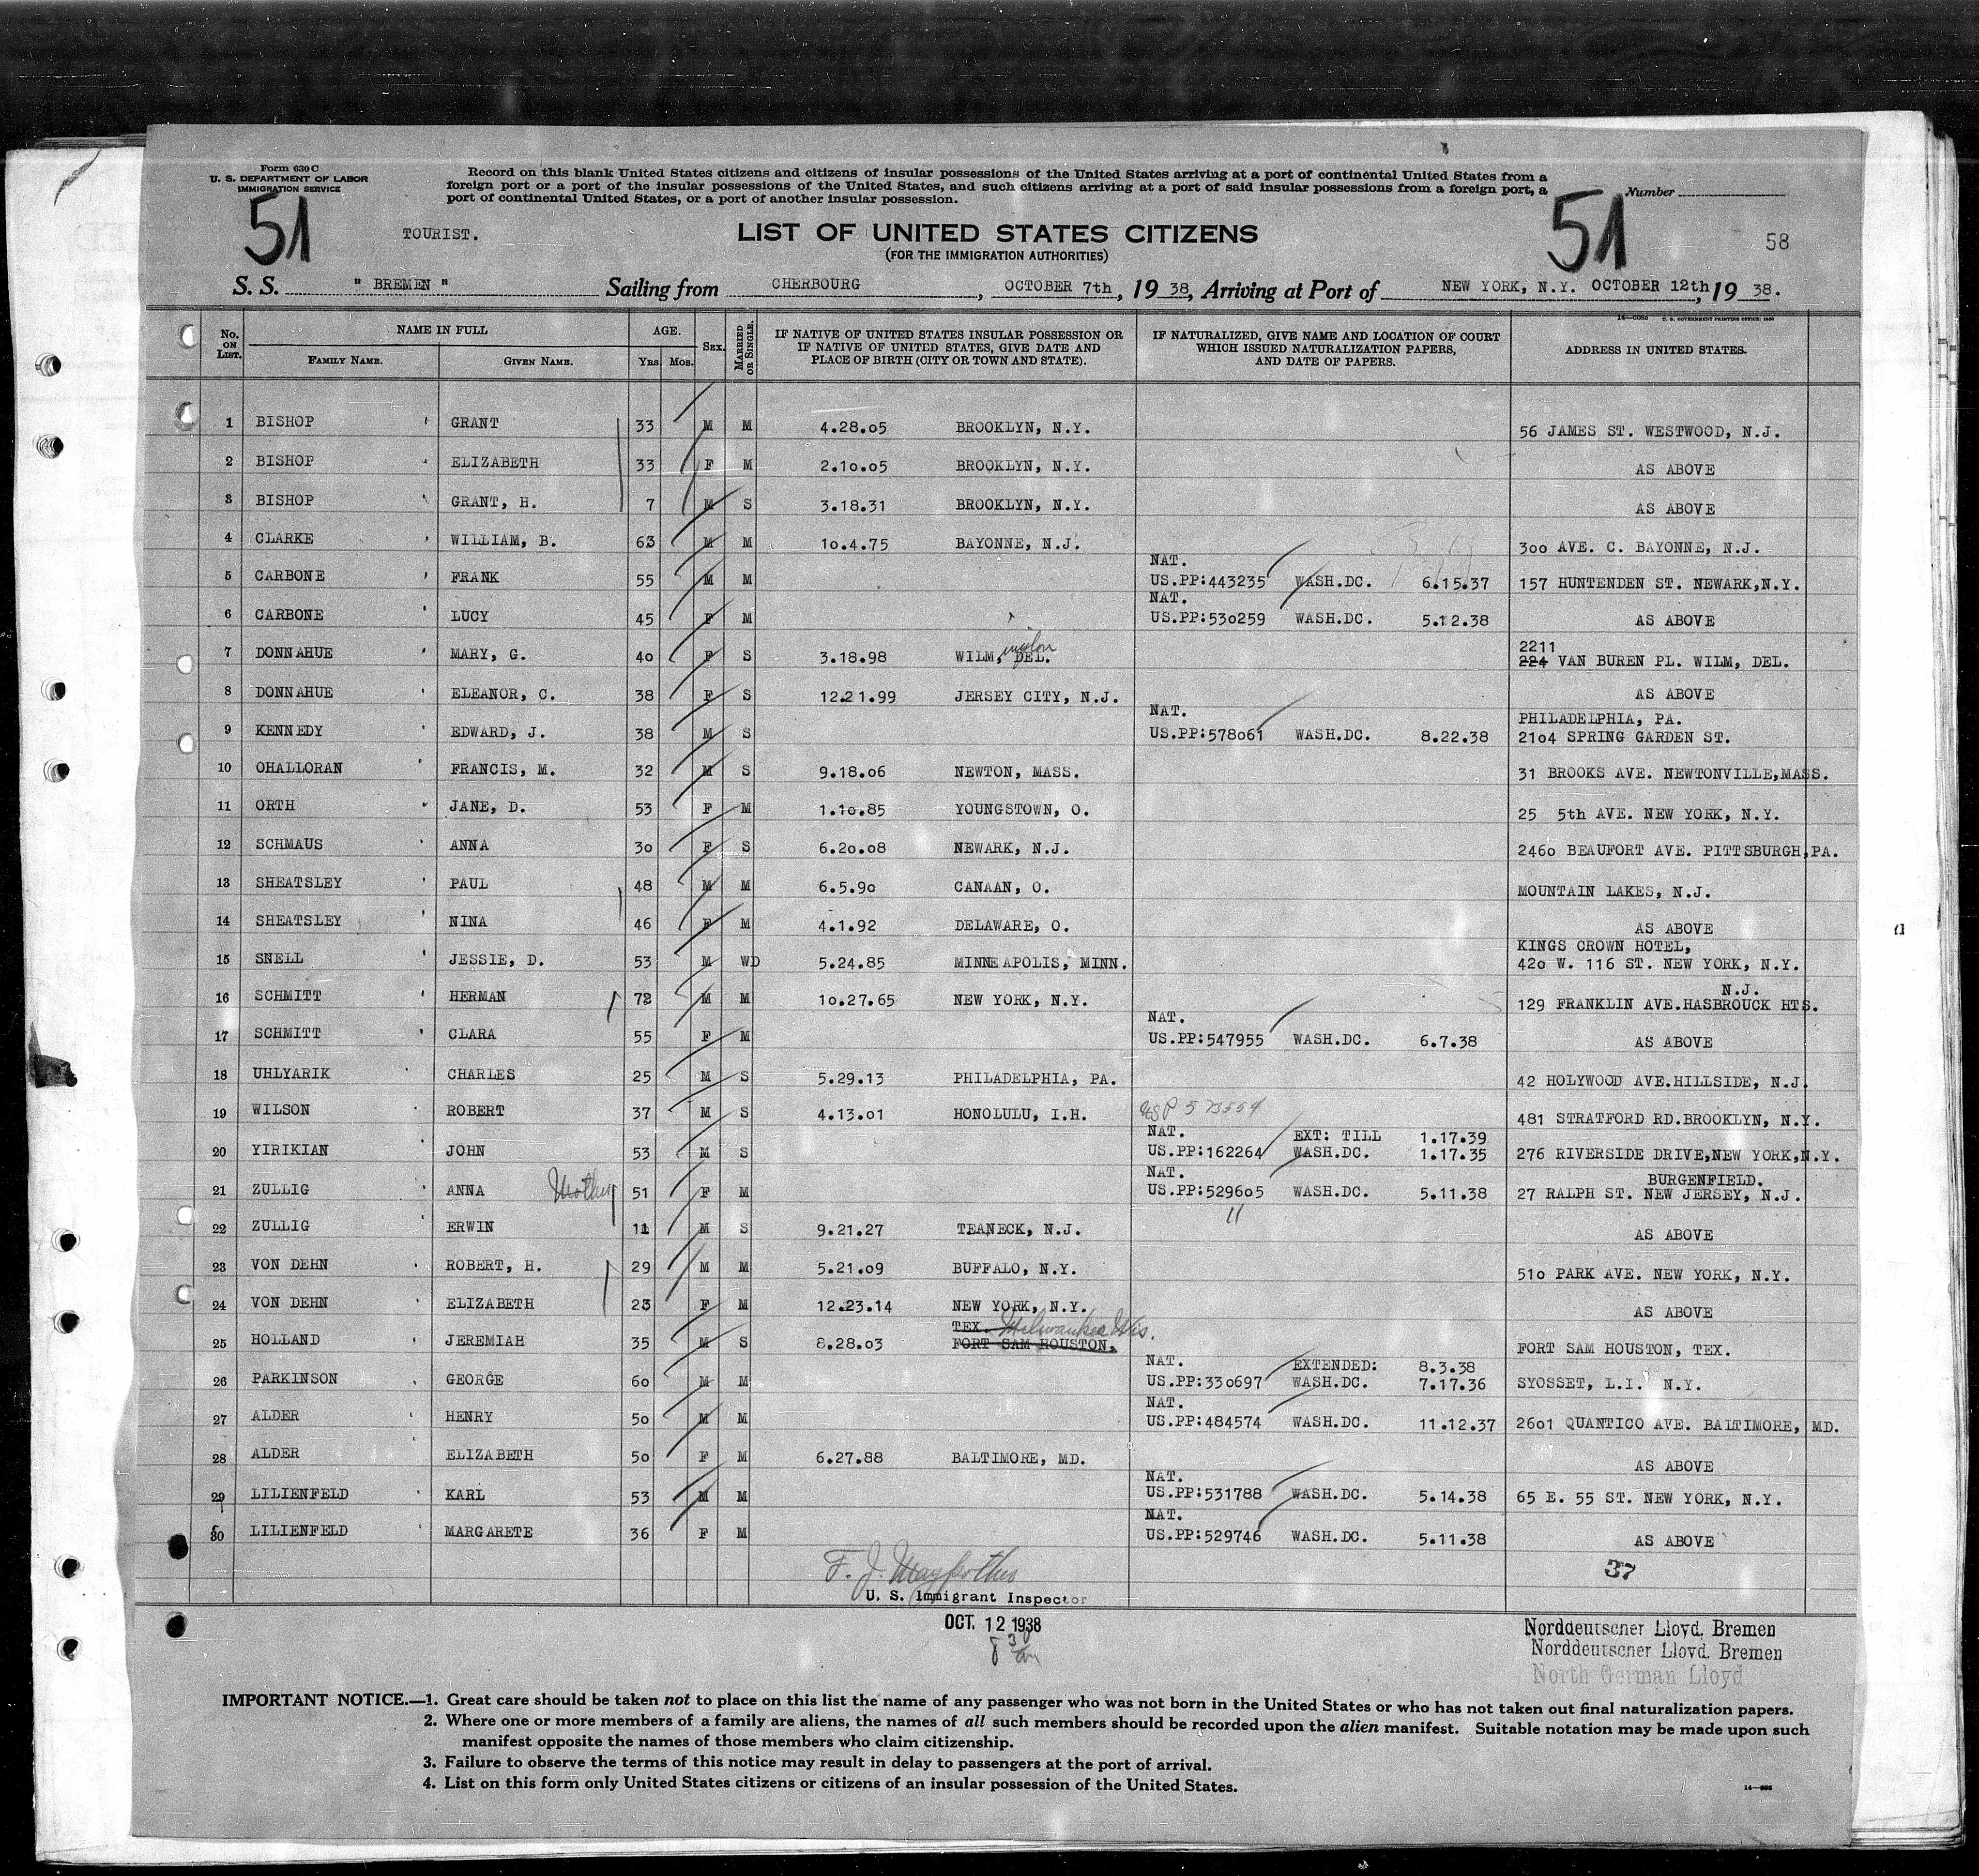 Form 630 C
U. S. DEPARTMENT OF LABOR
IMMIGRATION SERVICE
Record on this blank United States citizens and citizens of insular possessions of the United States arriving at a port of continental United States from a
foreign port or a port of the insular possessions of the United States, and such citizens arriving at a port of said insular possessions from a foreign port, a
port of continental United States, or a port of another insular possession.
Number
51 TOURIST. LIST OF UNITED STATES CITIZENS 51 58
(FOR THE IMMIGRATION AUTHORITIES)
S. S. " BREMEN " Sailing from CHERBOURG, OCTOBER 7th, 19 38, Arriving at Port of NEW YORK, N.Y. OCTOBER 12th, 19 38.
No. ON LIST. NAME IN FULL FAMILY NAME. GIVEN NAME. AGE. Yrs. Mos. SEX. MARRIED OR SINGLE. IF NATIVE OF UNITED STATES INSULAR POSSESSION OR IF NATIVE OF UNITED STATES, GIVE DATE AND PLACE OF BIRTH (CITY OR TOWN AND STATE). IF NATURALIZED, GIVE NAME AND LOCATION OF COURT WHICH ISSUED NATURALIZATION PAPERS, AND DATE OF PAPERS. ADDRESS IN UNITED STATES.
1 BISHOP GRANT 33 M M 4.28.05 BROOKLYN, N.Y. 56 JAMES ST. WESTWOOD, N.J.
2 BISHOP ELIZABETH 33 F M 2.10.05 BROOKLYN, N.Y. AS ABOVE
3 BISHOP GRANT, H. 7 M S 3.18.31 BROOKLYN, N.Y. AS ABOVE
4 CLARKE WILLIAM, B. 63 M M 10.4.75 BAYONNE, N.J. 300 AVE. C. BAYONNE, N.J.
NAT.
5 CARBONE FRANK 55 M M US.PP:443235 WASH.DC. 6.15.37 157 HUNTENDEN ST. NEWARK,N.Y.
NAT.
6 CARBONE LUCY 45 F M US.PP:530259 WASH.DC. 5.12.38 AS ABOVE
2211
7 DONNAHUE MARY, G. 40 F S 3.18.98 WILM, DEL. 224 VAN BUREN PL. WILM, DEL.
8 DONNAHUE ELEANOR, C. 38 F S 12.21.99 JERSEY CITY, N.J. AS ABOVE
NAT. PHILADELPHIA, PA.
9 KENNEDY EDWARD, J. 38 M S US.PP:578061 WASH.DC. 8.22.38 2104 SPRING GARDEN ST.
10 OHALLORAN FRANCIS, M. 32 M S 9.18.06 NEWTON, MASS. 31 BROOKS AVE. NEWTONVILLE,MASS.
11 ORTH JANE, D. 53 F M 1.10.85 YOUNGSTOWN, O. 25 5th AVE. NEW YORK, N.Y.
12 SCHMAUS ANNA 30 F S 6.20.08 NEWARK, N.J. 2460 BEAUFORT AVE. PITTSBURGH,PA.
13 SHEATSLEY PAUL 48 M M 6.5.90 CANAAN, O. MOUNTAIN LAKES, N.J.
14 SHEATSLEY NINA 46 F M 4.1.92 DELAWARE, O. AS ABOVE
KINGS CROWN HOTEL,
15 SNELL JESSIE, D. 53 M WD 5.24.85 MINNEAPOLIS, MINN. 420 W. 116 ST. NEW YORK, N.Y.
N.J.
16 SCHMITT HERMAN 72 M M 10.27.65 NEW YORK, N.Y. 129 FRANKLIN AVE.HASBROUCK HTS.
NAT.
17 SCHMITT CLARA 55 F M US.PP:547955 WASH.DC. 6.7.38 AS ABOVE
18 UHLYARIK CHARLES 25 M S 5.29.13 PHILADELPHIA, PA. 42 HOLYWOOD AVE.HILLSIDE, N.J.
19 WILSON ROBERT 37 M S 4.13.01 HONOLULU, I.H. 481 STRATFORD RD.BROOKLYN, N.Y.
NAT. EXT: TILL 1.17.39
20 YIRIKIAN JOHN 53 M S US.PP:162264 WASH.DC. 1.17.35 276 RIVERSIDE DRIVE,NEW YORK,N.Y.
NAT. BURGENFIELD.
21 ZULLIG ANNA Mother 51 F M US.PP:529605 WASH.DC. 5.11.38 27 RALPH ST. NEW JERSEY, N.J.
22 ZULLIG ERWIN 11 M S 9.21.27 TEANECK, N.J. 11 AS ABOVE
23 VON DEHN ROBERT, H. 29 M M 5.21.09 BUFFALO, N.Y. 510 PARK AVE. NEW YORK, N.Y.
24 VON DEHN ELIZABETH 23 F M 12.23.14 NEW YORK, N.Y. AS ABOVE
TEX. Milwaukee Wis.
25 HOLLAND JEREMIAH 35 M S 8.28.03 FORT SAM HOUSTON, FORT SAM HOUSTON, TEX.
NAT. EXTENDED: 8.3.38
26 PARKINSON GEORGE 60 M M US.PP:330697 WASH.DC. 7.17.36 SYOSSET, L.I. N.Y.
NAT.
27 ALDER HENRY 50 M M US.PP:484574 WASH.DC. 11.12.37 2601 QUANTICO AVE. BALTIMORE, MD.
28 ALDER ELIZABETH 50 F M 6.27.88 BALTIMORE, MD. AS ABOVE
NAT.
29 LILIENFELD KARL 53 M M US.PP:531788 WASH.DC. 5.14.38 65 E. 55 ST. NEW YORK, N.Y.
NAT.
30 LILIENFELD MARGARETE 36 F M US.PP:529746 WASH.DC. 5.11.38 AS ABOVE
37
F. J.
U. S. Immigrant Inspector
OCT. 12 1938
Norddeutscher Lloyd, Bremen
Norddeutscher Lloyd, Bremen
North German Lloyd
IMPORTANT NOTICE.—1. Great care should be taken not to place on this list the name of any passenger who was not born in the United States or who has not taken out final naturalization papers.
2. Where one or more members of a family are aliens, the names of all such members should be recorded upon the alien manifest. Suitable notation may be made upon such
manifest opposite the names of those members who claim citizenship.
3. Failure to observe the terms of this notice may result in delay to passengers at the port of arrival.
4. List on this form only United States citizens or citizens of an insular possession of the United States.